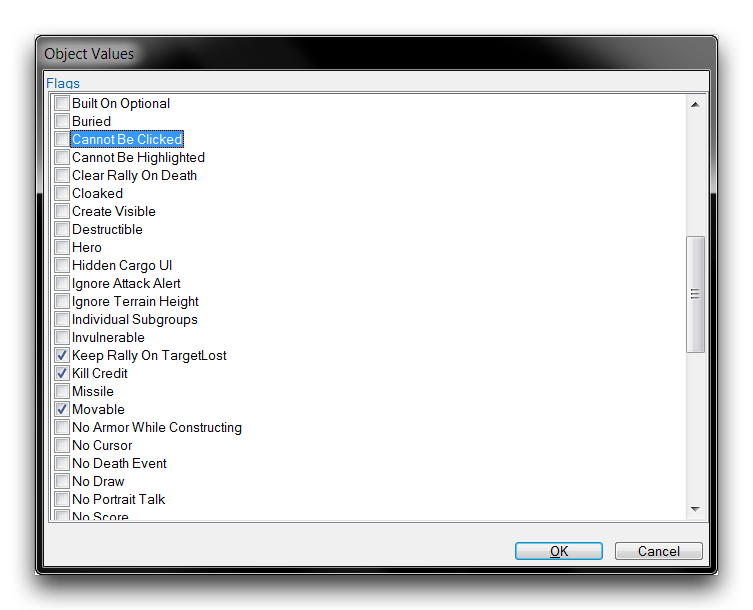 Object Values
Flags
Built On Optional
Buried
Cannot Be Clicked
Cannot Be Highlighted
Clear Rally On Death
Cloaked
Create Visible
Destructible
Hero
Hidden Cargo UI
Ignore Attack Alert
Ignore Terrain Height
Individual Subgroups
Invulnerable
Keep Rally On TargetLost
Kill Credit
Missile
Movable
No Armor While Constructing
No Cursor
No Death Event
No Draw
No Portrait Talk
No Score
OK Cancel